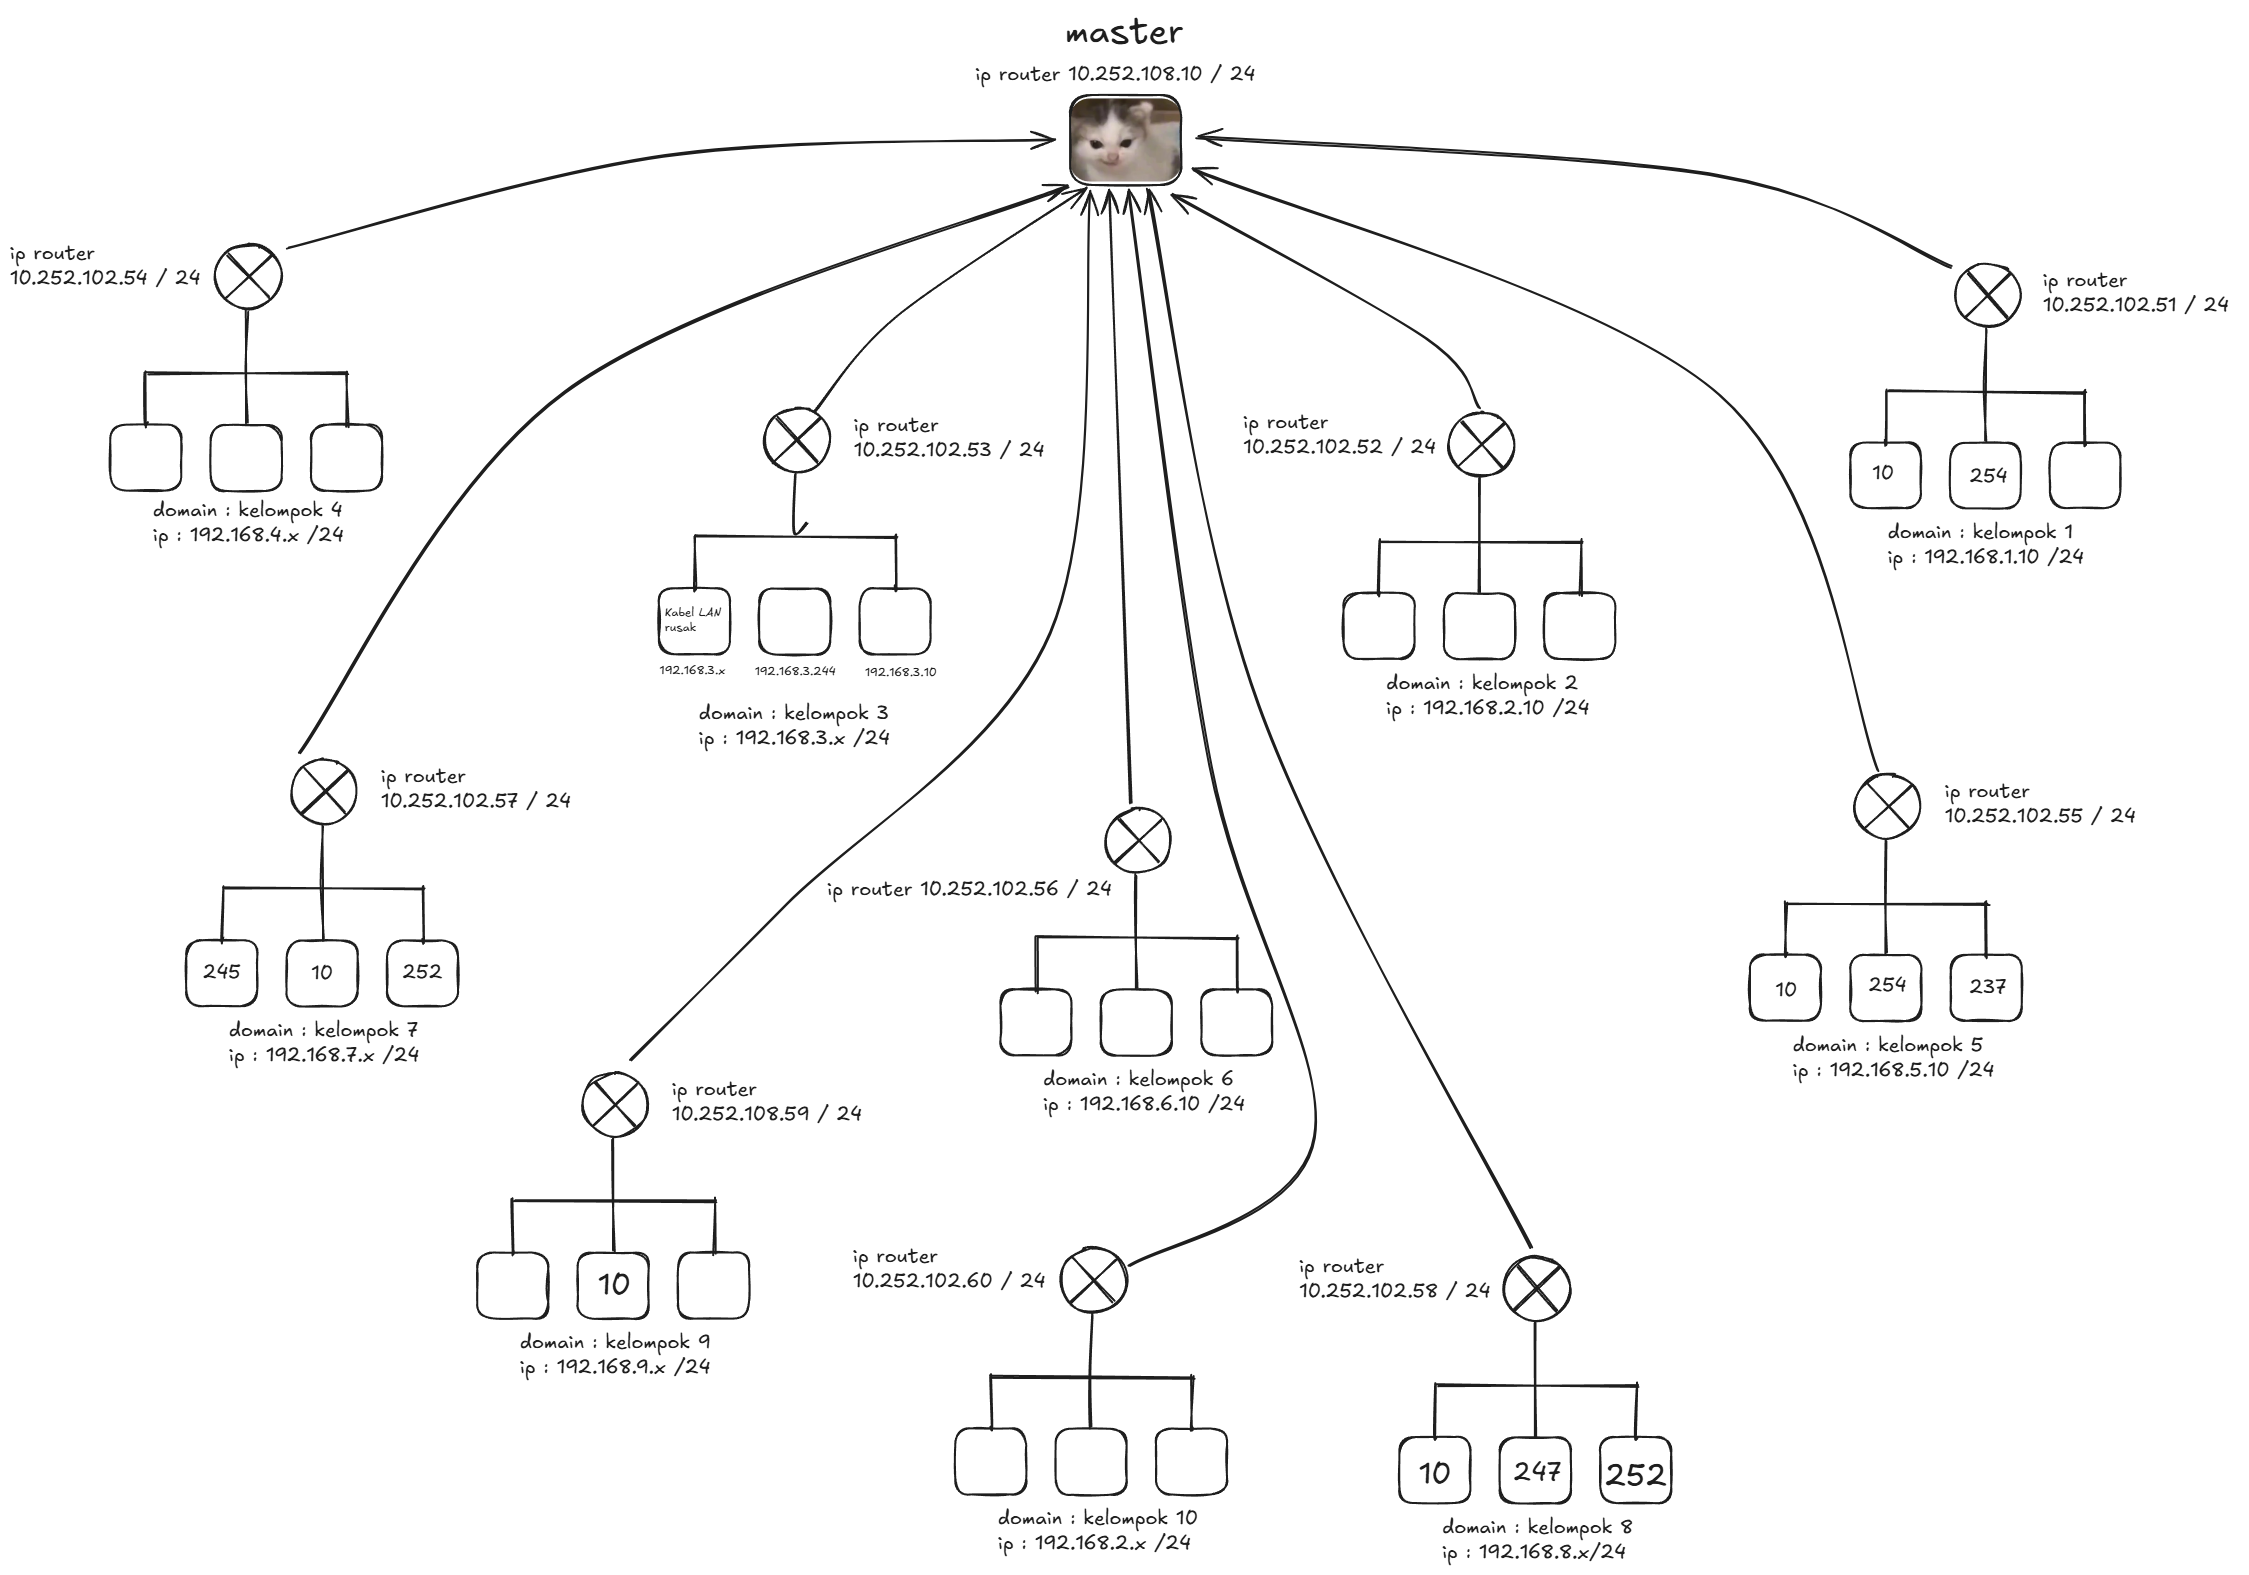 master
ip router 10.252.108.10 / 24
ip router
10.252.102.54 / 24
domain : kelompok 4
ip : 192.168.4.x /24
ip router
10.252.102.53 / 24
Kabel LAN
rusak
192.168.3.x
192.168.3.244
192.168.3.10
domain : kelompok 3
ip : 192.168.3.x /24
ip router
10.252.102.52 / 24
domain : kelompok 2
ip : 192.168.2.10 /24
ip router
10.252.102.51 / 24
10
254
domain : kelompok 1
ip : 192.168.1.10 /24
ip router
10.252.102.57 / 24
245
10
252
domain : kelompok 7
ip : 192.168.7.x /24
ip router 10.252.102.56 / 24
domain : kelompok 6
ip : 192.168.6.10 /24
ip router
10.252.102.55 / 24
10
254
237
domain : kelompok 5
ip : 192.168.5.10 /24
ip router
10.252.108.59 / 24
10
domain : kelompok 9
ip : 192.168.9.x /24
ip router
10.252.102.60 / 24
domain : kelompok 10
ip : 192.168.2.x /24
ip router
10.252.102.58 / 24
10
247
252
domain : kelompok 8
ip : 192.168.8.x/24